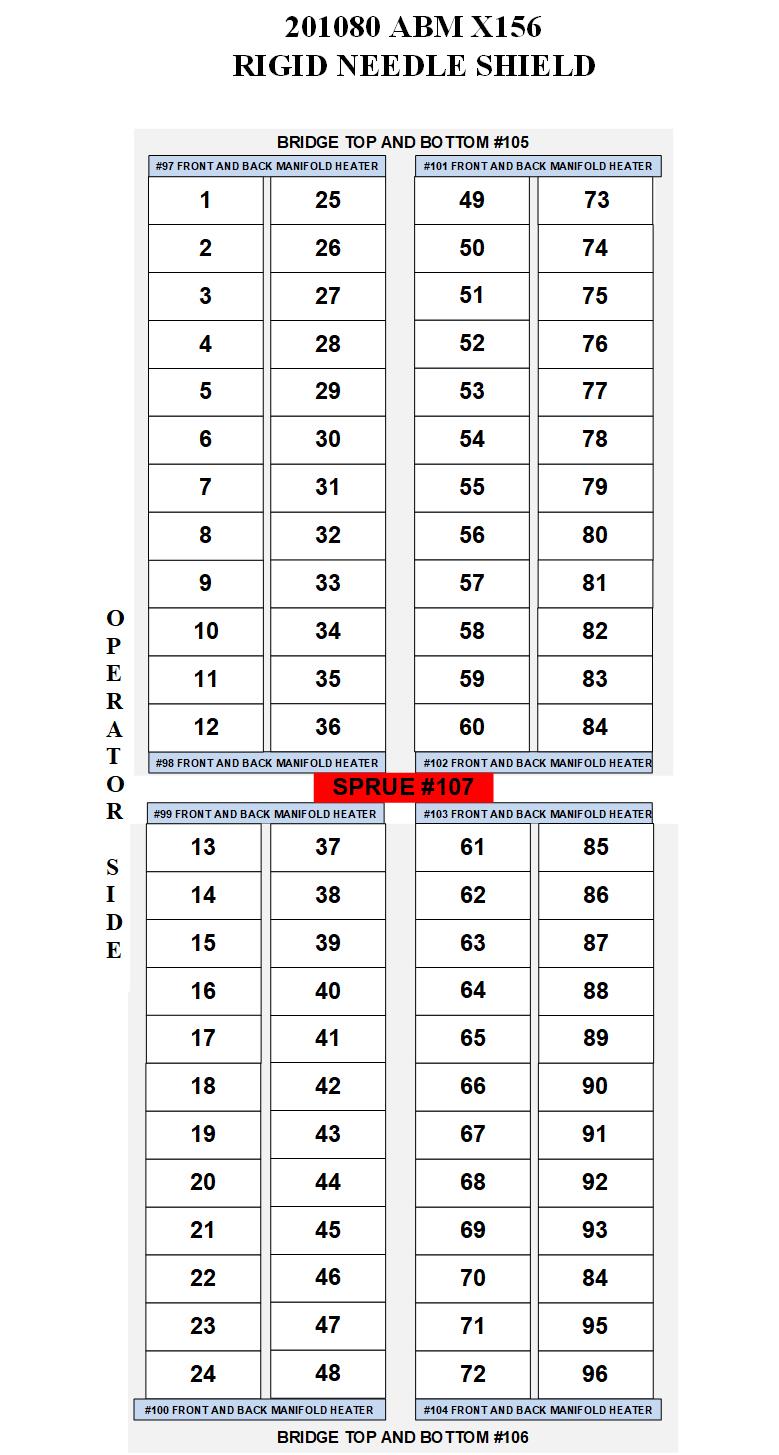 201080 ABM X156
RIGID NEEDLE SHIELD
BRIDGE TOP AND BOTTOM #105
#97 FRONT AND BACK MANIFOLD HEATER #101 FRONT AND BACK MANIFOLD HEATER
1 25 49 73
2 26 50 74
3 27 51 75
4 28 52 76
5 29 53 77
6 30 54 78
7 31 55 79
8 32 56 80
9 33 57 81
10 34 58 82
11 35 59 83
12 36 60 84
#98 FRONT AND BACK MANIFOLD HEATER #102 FRONT AND BACK MANIFOLD HEATER
SPRUE #107
#99 FRONT AND BACK MANIFOLD HEATER #103 FRONT AND BACK MANIFOLD HEATER
13 37 61 85
14 38 62 86
15 39 63 87
16 40 64 88
17 41 65 89
18 42 66 90
19 43 67 91
20 44 68 92
21 45 69 93
22 46 70 84
23 47 71 95
24 48 72 96
#100 FRONT AND BACK MANIFOLD HEATER #104 FRONT AND BACK MANIFOLD HEATER
BRIDGE TOP AND BOTTOM #106
OPERATOR SIDE